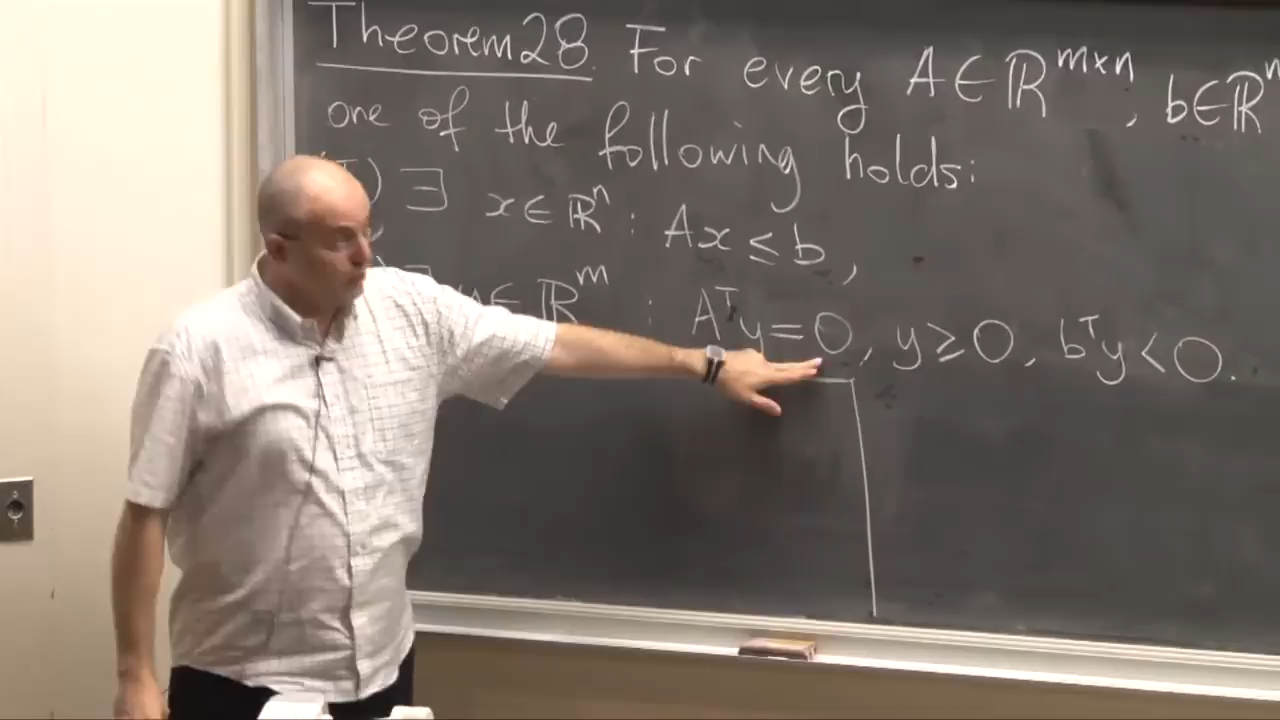 Theorem 28. For every A ∈ ℝ^{m×n}, b ∈ ℝ
one of the following holds:
) ∃ x ∈ ℝ^n : Ax ≤ b,
∈ ℝ^m : A^T y = 0, y ≥ 0, b^T y < 0.